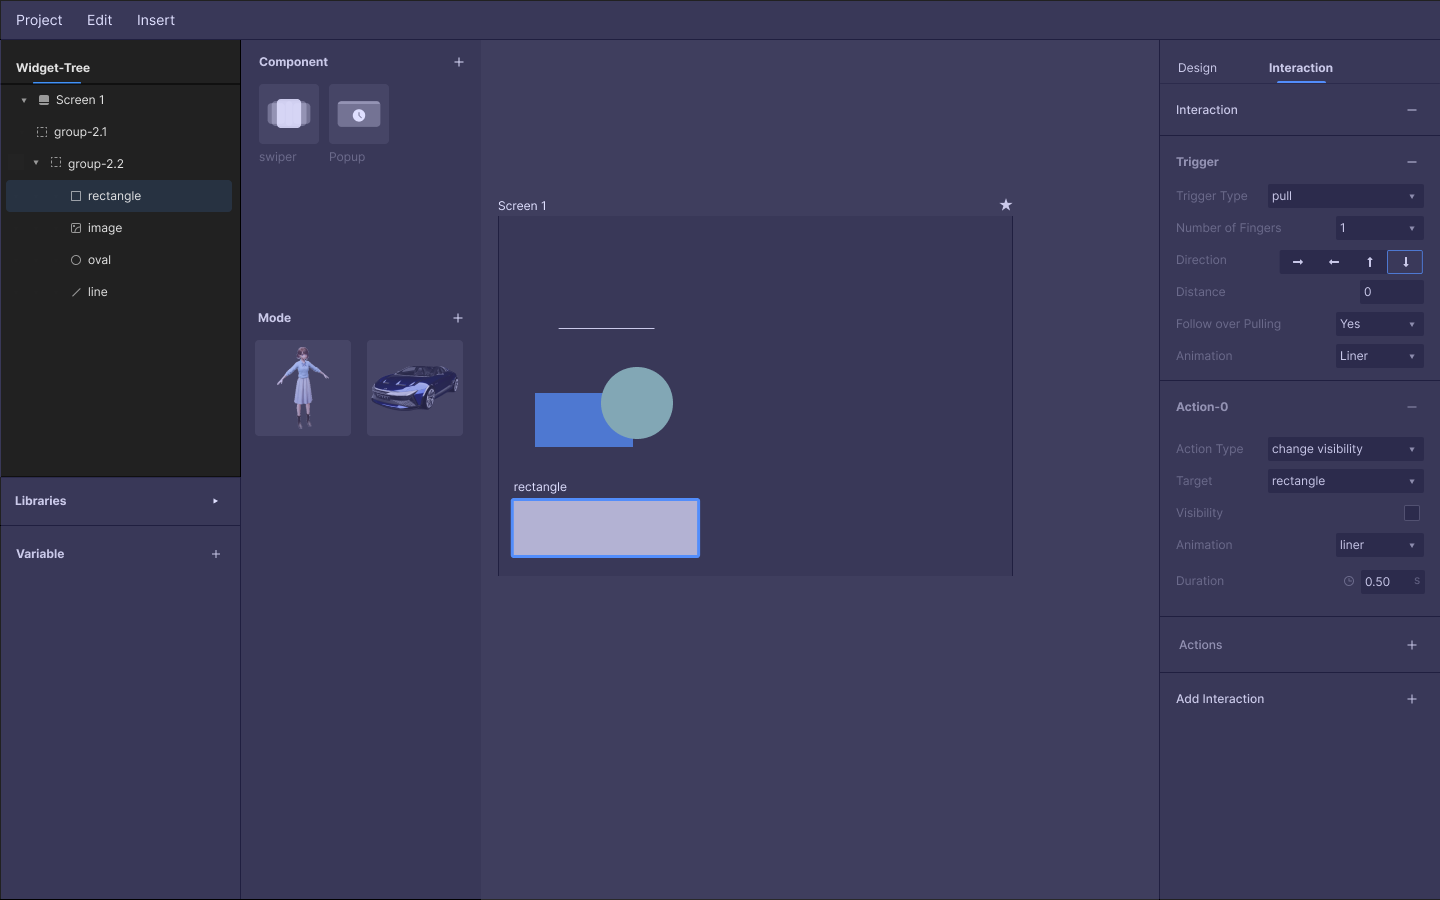 Project Edit Insert
Widget-Tree
Screen 1
group-2.1
group-2.2
rectangle
image
oval
line
Libraries
Variable
Component
swiper Popup
Mode
Screen 1
rectangle
Design Interaction
Interaction
Trigger
Trigger Type pull
Number of Fingers 1
Direction
Distance 0
Follow over Pulling Yes
Animation Liner
Action-0
Action Type change visibility
Target rectangle
Visibility
Animation liner
Duration 0.50 s
Actions
Add Interaction